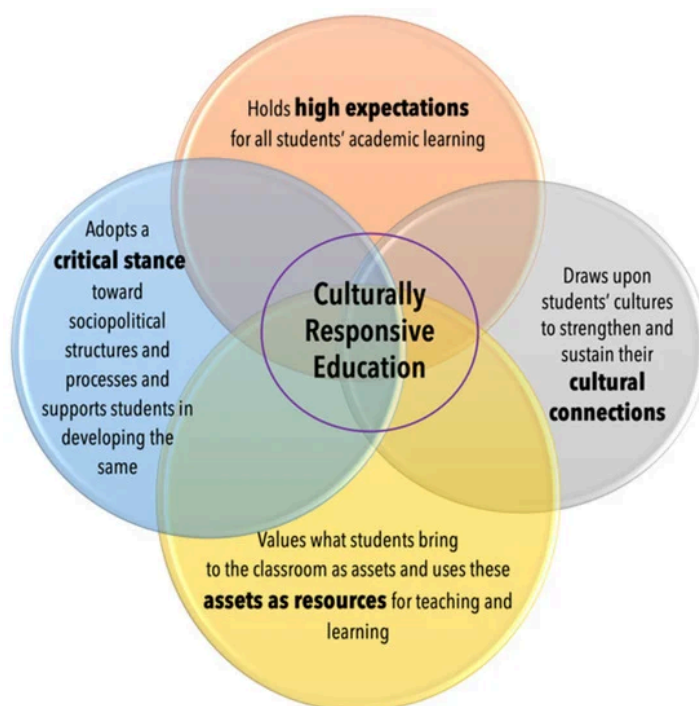 Holds high expectations
for all students’ academic learning
Adopts a
critical stance
toward
sociopolitical
structures and
processes and
supports students in
developing the
same
Culturally
Responsive
Education
Draws upon
students’ cultures
to strengthen and
sustain their
cultural
connections
Values what students bring
to the classroom as assets and uses these
assets as resources for teaching and
learning